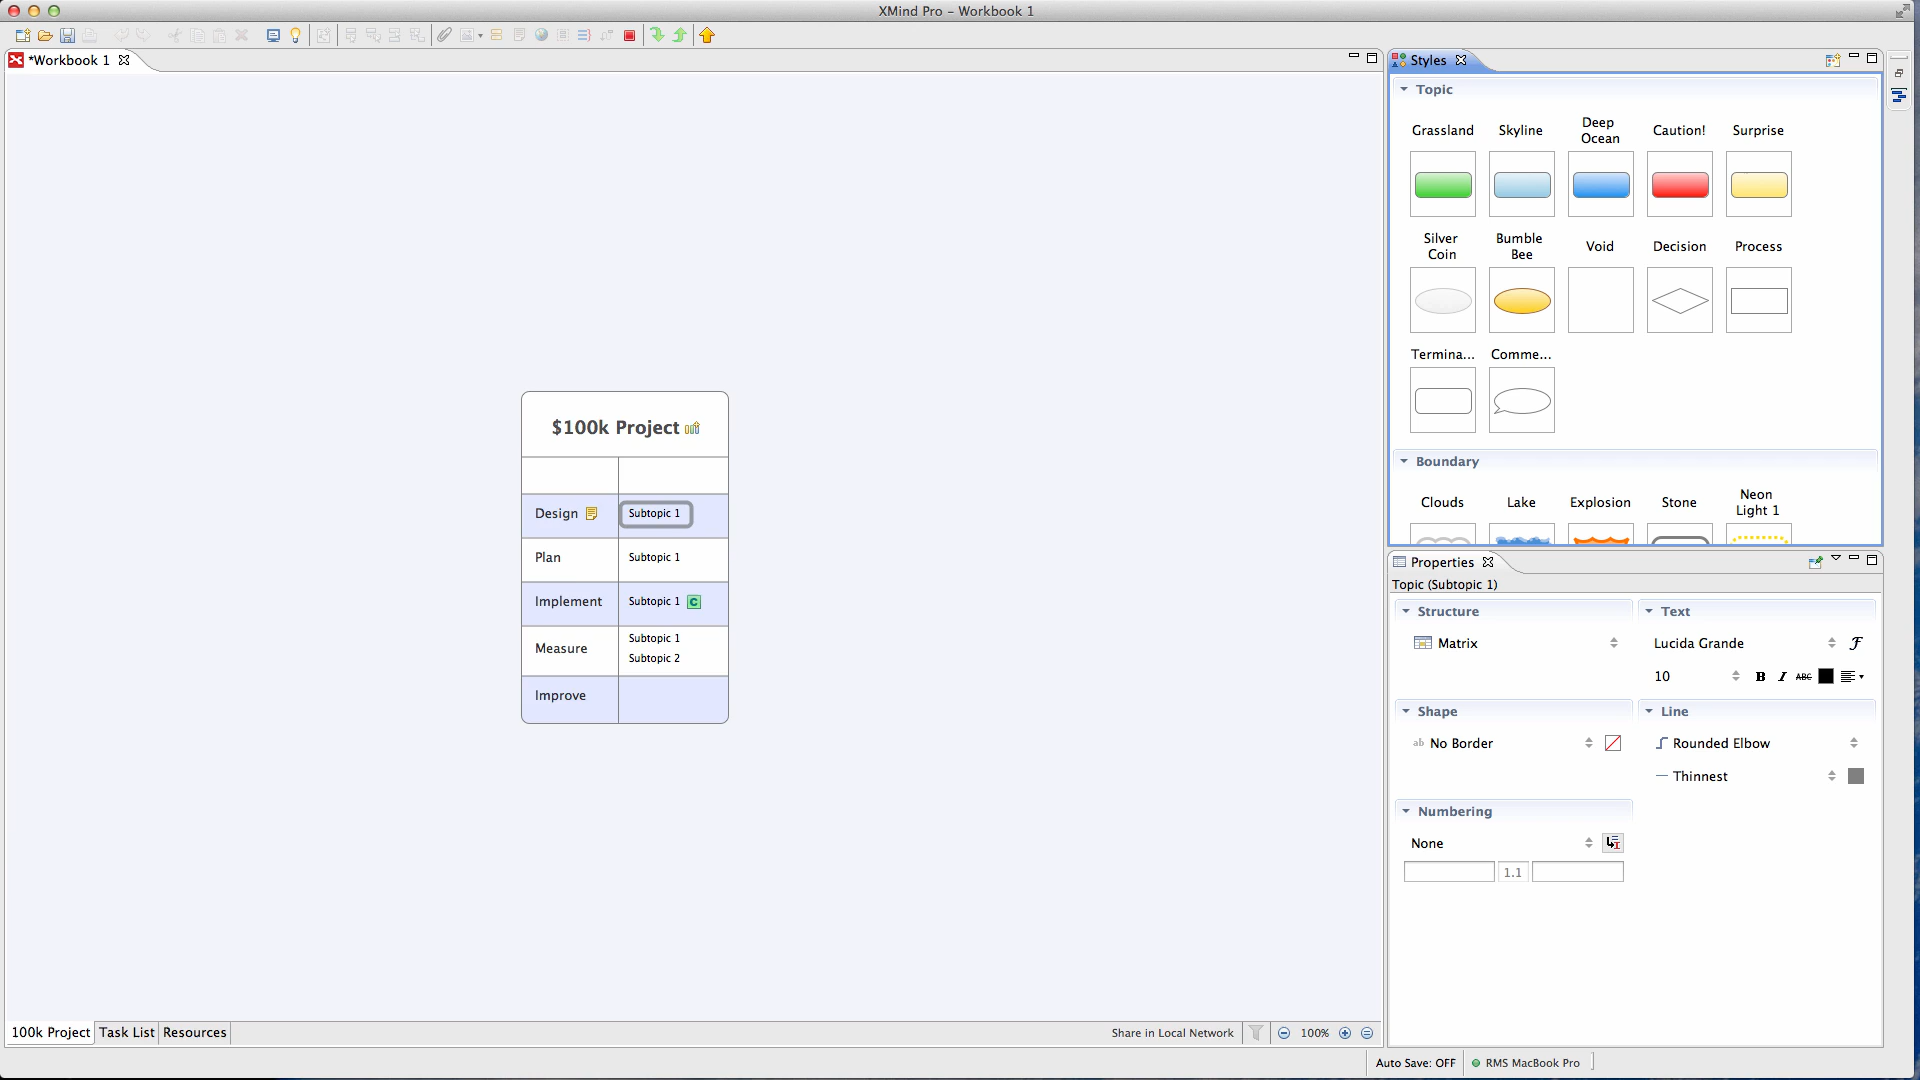 XMind Pro – Workbook 1
*Workbook 1
Styles
Topic
Grassland
Skyline
Deep
Ocean
Caution!
Surprise
Silver
Coin
Bumble
Bee
Void
Decision
Process
Termina...
Comme...
Boundary
Clouds
Lake
Explosion
Stone
Neon
Light 1
$100k Project
Design
Subtopic 1
Plan
Subtopic 1
Implement
Subtopic 1
C
Measure
Subtopic 1
Subtopic 2
Improve
Properties
Topic (Subtopic 1)
Structure
Matrix
Text
Lucida Grande
F
10
B
I
ABC
Shape
ab No Border
Line
Rounded Elbow
Thinnest
Numbering
None
1.1
100k Project
Task List
Resources
Share in Local Network
100%
Auto Save: OFF
RMS MacBook Pro